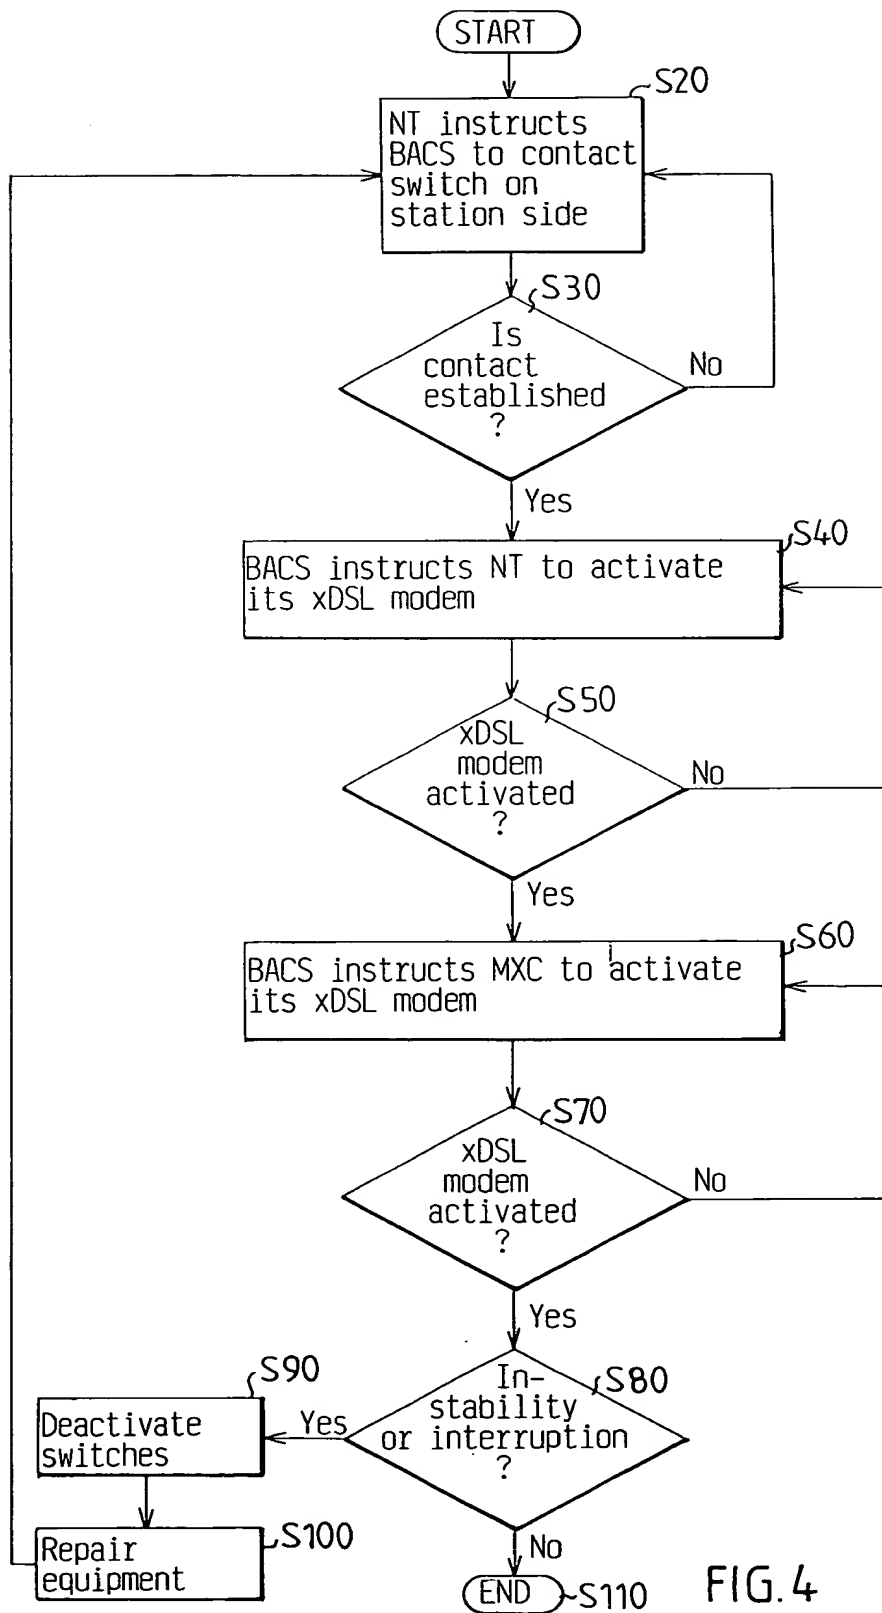 START
S20
NT instructs
BACS to contact
switch on
station side
S30
Is
contact
established
?
No
Yes
S40
BACS instructs NT to activate
its xDSL modem
S50
xDSL
modem
activated
?
No
Yes
S60
BACS instructs MXC to activate
its xDSL modem
S70
xDSL
modem
activated
?
No
Yes
S80
In-
stability
or interruption
?
Yes
S90
Deactivate
switches
S100
Repair
equipment
No
END
S110
FIG. 4